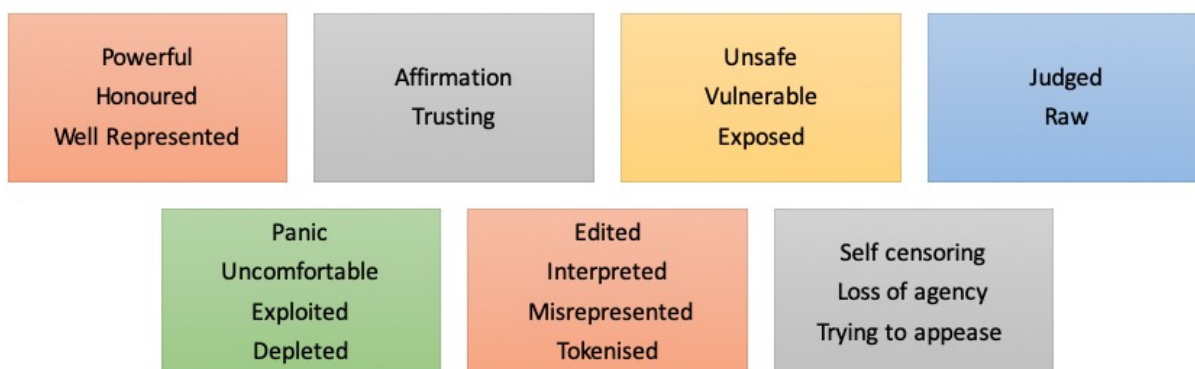 Powerful
Honoured
Well Represented
Affirmation
Trusting
Unsafe
Vulnerable
Exposed
Judged
Raw
Panic
Uncomfortable
Exploited
Depleted
Edited
Interpreted
Misrepresented
Tokenised
Self censoring
Loss of agency
Trying to appease